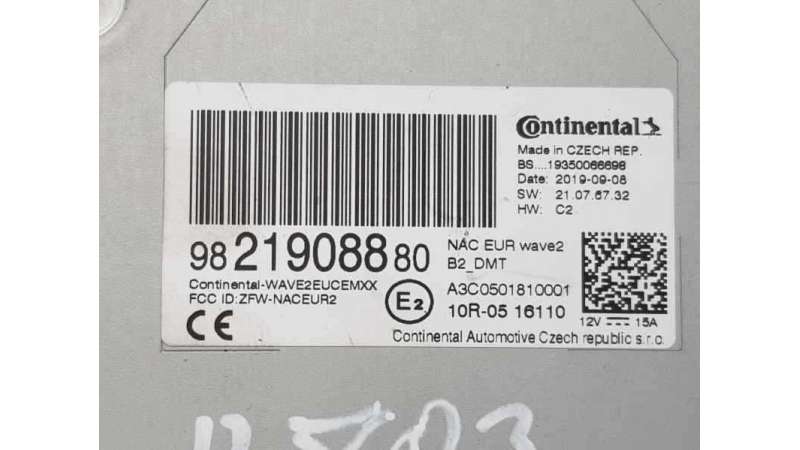 Continental
Made in CZECH REP.
BS....19350066698
Date: 2019-09-08
SW: 21.07.67.32
HW: C2
98 219088 80
NAC EUR wave2
B2_DMT
Continental-WAVE2EUCEMXX
FCC ID:ZFW-NACEUR2
E2
A3C0501810001
10R-05 16110
12V 15A
CE
Continental Automotive Czech republic s.r.o.